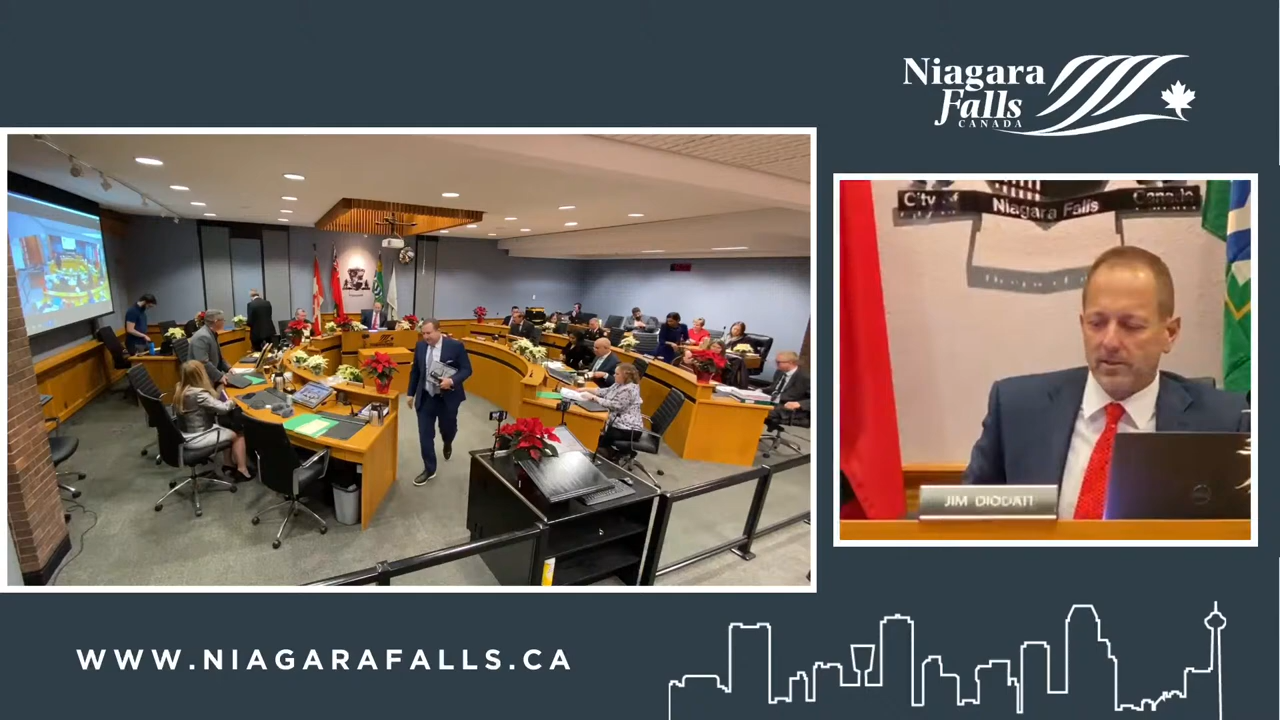 Niagara
Falls
CANADA
City of
Niagara Falls
Canada
JIM DIODATI
WWW.NIAGARAFALLS.CA